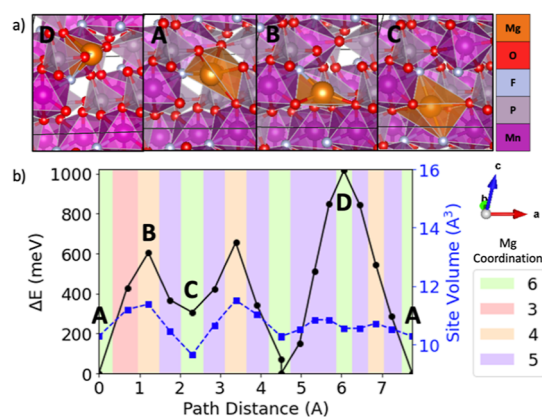 a)
D A B C
Mg
O
F
P
Mn
b)
1000
800
600
400
200
0
ΔE (meV)
A B C D A
16
14
12
11
10
Site Volume (A³)
0 1 2 3 4 5 6 7
Path Distance (A)
c
b
a
Mg
Coordination
6
3
4
5